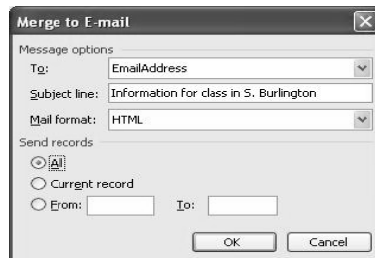 Merge to E-mail
Message options
To: EmailAddress
Subject line: Information for class in S. Burlington
Mail format: HTML
Send records
All
Current record
From: To:
OK Cancel